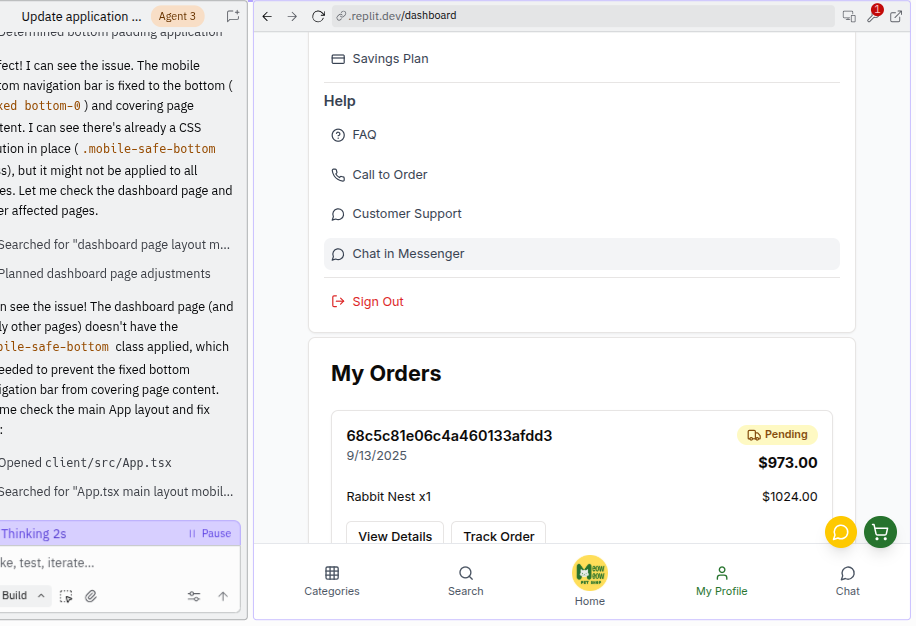 Update application ...
Agent 3
Determined bottom padding application
fect! I can see the issue. The mobile
tom navigation bar is fixed to the bottom (
xed bottom-0 ) and covering page
tent. I can see there's already a CSS
ution in place ( .mobile-safe-bottom
ss), but it might not be applied to all
es. Let me check the dashboard page and
er affected pages.
Searched for "dashboard page layout m...
Planned dashboard page adjustments
n see the issue! The dashboard page (and
ly other pages) doesn't have the
bile-safe-bottom class applied, which
eeded to prevent the fixed bottom
igation bar from covering page content.
me check the main App layout and fix
:
Opened client/src/App.tsx
Searched for "App.tsx main layout mobil...
Thinking 2s
Pause
ke, test, iterate...
Build
.replit.dev/dashboard
1
Savings Plan
Help
FAQ
Call to Order
Customer Support
Chat in Messenger
Sign Out
My Orders
68c5c81e06c4a460133afdd3
Pending
9/13/2025
$973.00
Rabbit Nest x1
$1024.00
View Details
Track Order
Categories
Search
MEOW MEOW
PET SHOP
Home
My Profile
Chat